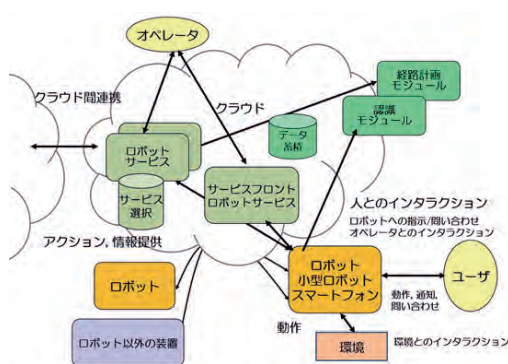 オペレータ
クラウド間連携
クラウド
経路計画
モジュール
認識
モジュール
データ
蓄積
ロボット
サービス
サービス
選択
サービスフロント
ロボットサービス
人とのインタラクション
ロボットへの指示/問い合わせ
オペレータとのインタラクション
アクション, 情報提供
ロボット
ロボット
小型ロボット
スマートフォン
ユーザ
動作, 通知,
問い合わせ
動作
ロボット以外の装置
環境
環境とのインタラクション